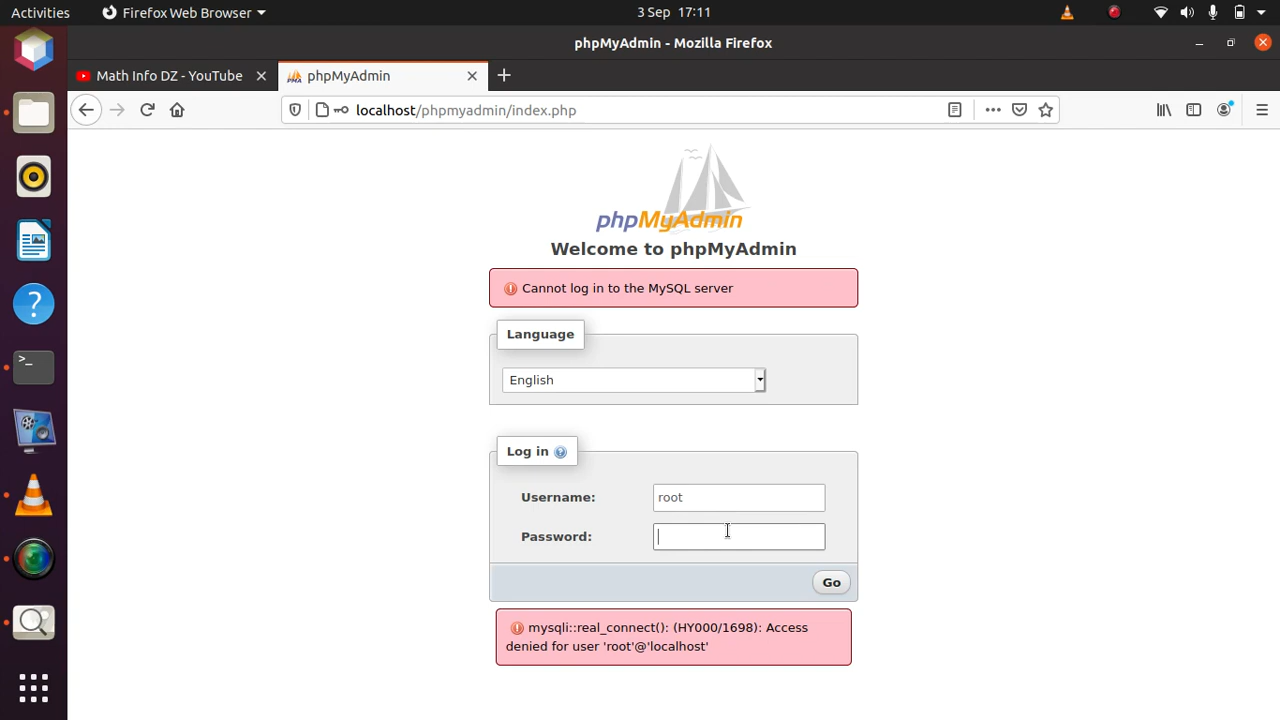 Activities
Firefox Web Browser
3 Sep 17:11
phpMyAdmin - Mozilla Firefox
Math Info DZ - YouTube
phpMyAdmin
localhost/phpmyadmin/index.php
phpMyAdmin
Welcome to phpMyAdmin
Cannot log in to the MySQL server
Language
English
Log in
Username:
root
Password:
Go
mysqli::real_connect(): (HY000/1698): Access
denied for user 'root'@'localhost'